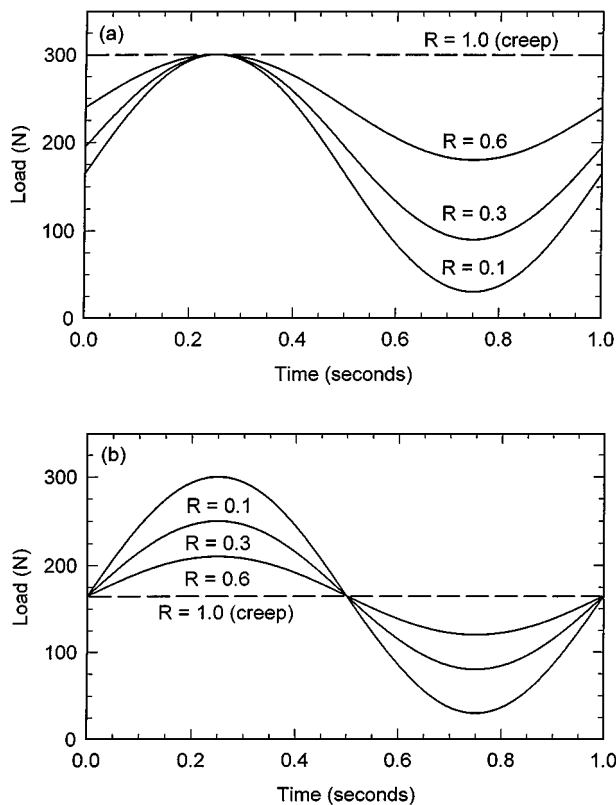 (a)
R = 1.0 (creep)
300
R = 0.6
200
R = 0.3
100
R = 0.1
0
Load (N)
0.0 0.2 0.4 0.6 0.8 1.0
Time (seconds)
(b)
300
R = 0.1
200
R = 0.3
R = 0.6
R = 1.0 (creep)
100
0
Load (N)
0.0 0.2 0.4 0.6 0.8 1.0
Time (seconds)